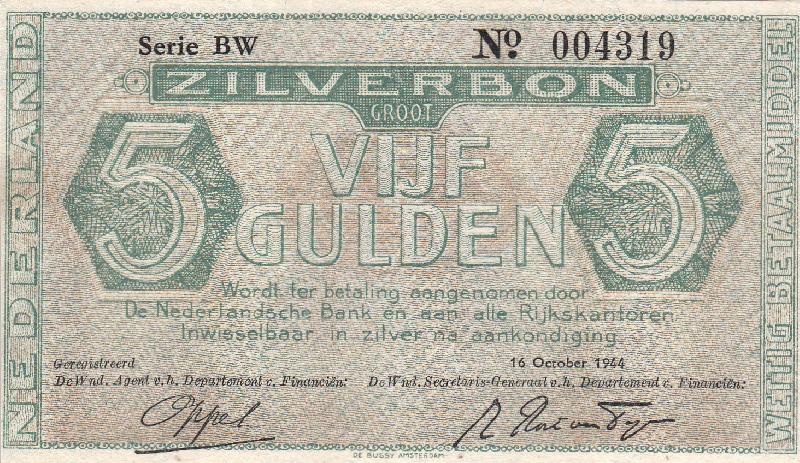 Serie BW
№ 004319
ZILVERBON
GROOT
5
VIJF
GULDEN
5
Wordt ter betaling aangenomen door
De Nederlandsche Bank en aan alle Rijkskantoren
Inwisselbaar in zilver na aankondiging.
Geregistreerd
De Wnd. Agent v.h. Departement v. Financiën:
16 October 1944
De Wnd. Secretaris-Generaal v.h. Departement v. Financiën:
Oppel
DE BUSSY AMSTERDAM
NEDERLAND
WETTIG BETAALMIDDEL